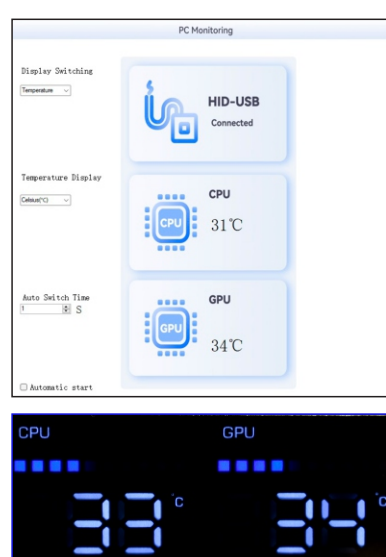 PC Monitoring
Display Switching
Temperature
HID-USB
Connected
Temperature Display
Celsius(°C)
CPU
CPU
31℃
Auto Switch Time
1 S
GPU
GPU
34℃
Automatic start
CPU GPU
33 °C 34 °C